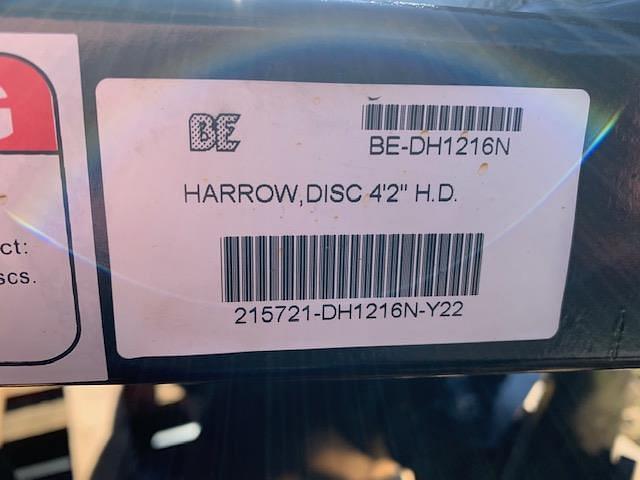 G
ct:
scs.
BE
BE-DH1216N
HARROW,DISC 4'2" H.D.
215721-DH1216N-Y22